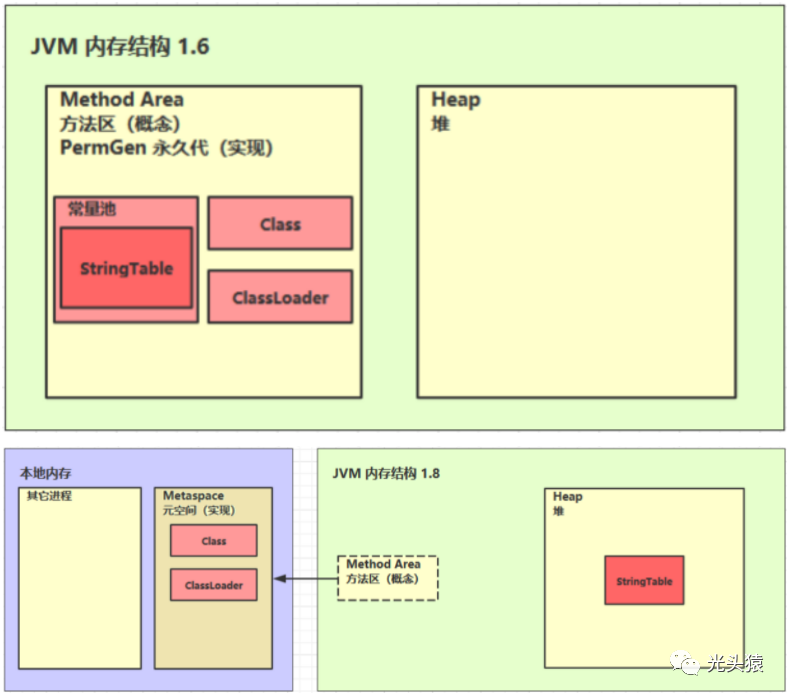 JVM 内存结构 1.6
Method Area
方法区（概念）
PermGen 永久代（实现）
常量池
StringTable
Class
ClassLoader
Heap
堆
本地内存
其它进程
Metaspace
元空间（实现）
Class
ClassLoader
JVM 内存结构 1.8
Method Area
方法区（概念）
Heap
堆
StringTable
光头猿